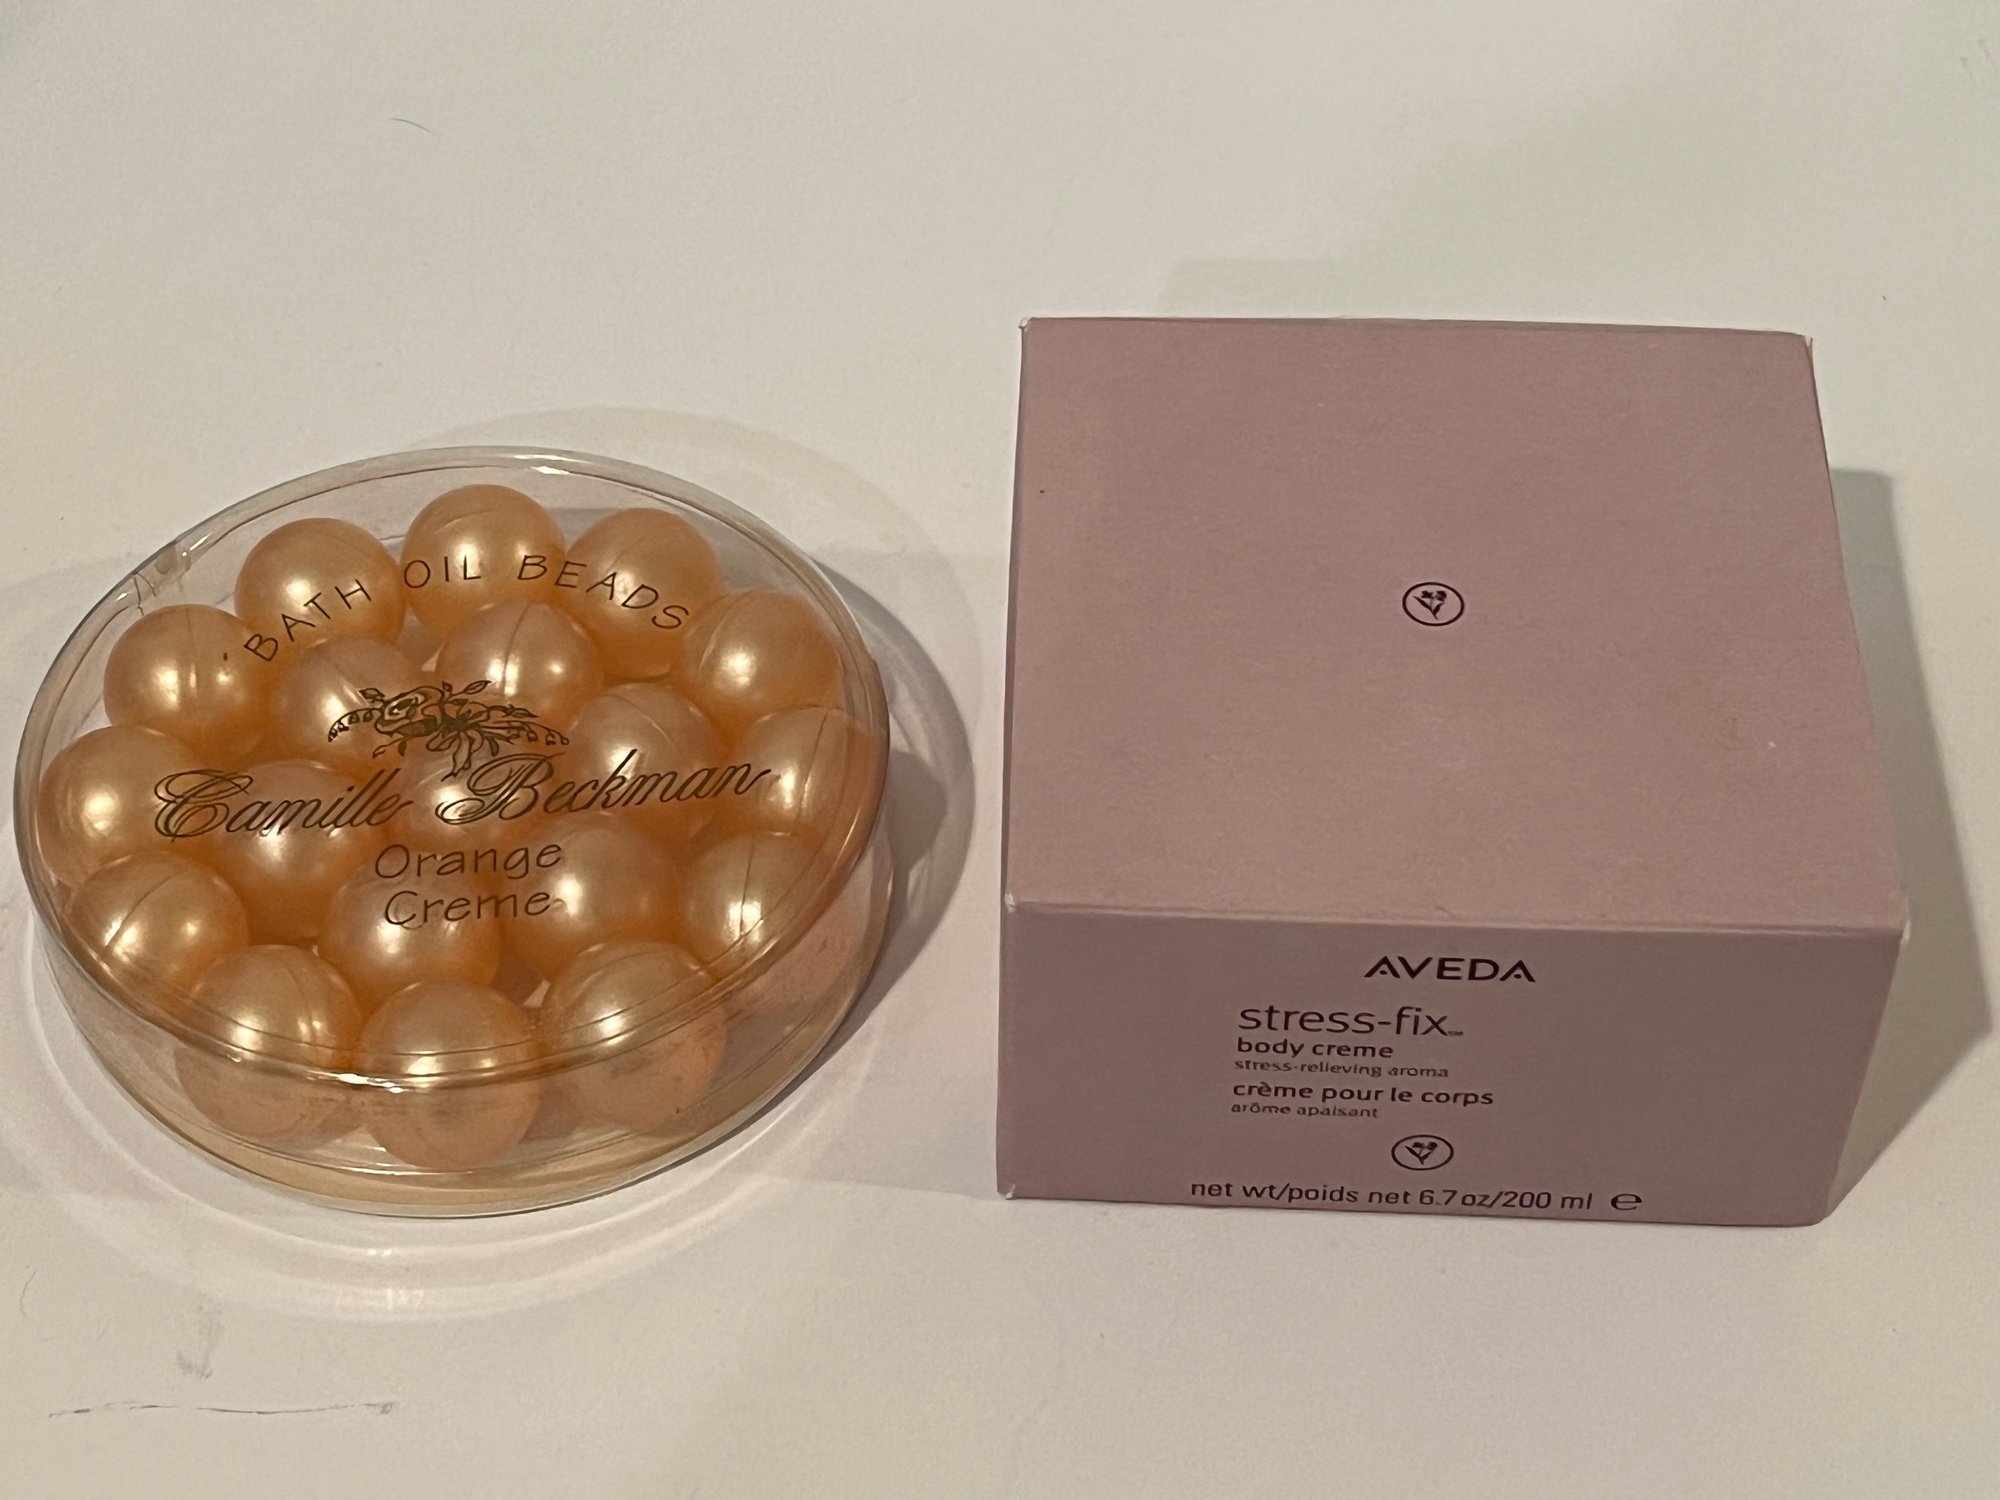 BATH OIL BEADS
Camille Beckman
Orange
Creme
AVEDA
stress-fix™
body creme
stress-relieving aroma
crème pour le corps
arôme apaisant
net wt/poids net 6.7 oz/200 ml ℮